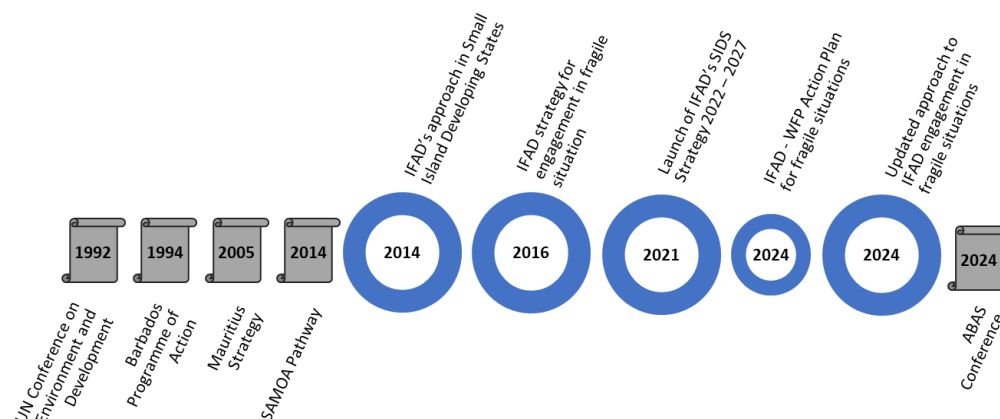 1992
1994
2005
2014
2014
2016
2021
2024
2024
2024
IFAD's approach in Small
Island Developing States
IFAD strategy for
engagement in fragile
situation
Launch of IFAD's SIDS
Strategy 2022 – 2027
IFAD - WFP Action Plan
for fragile situations
Updated approach to
IFAD engagement in
fragile situations
UN Conference on
Environment and
Development
Barbados
Programme of
Action
Mauritius
Strategy
SAMOA Pathway
ABAS
Conference